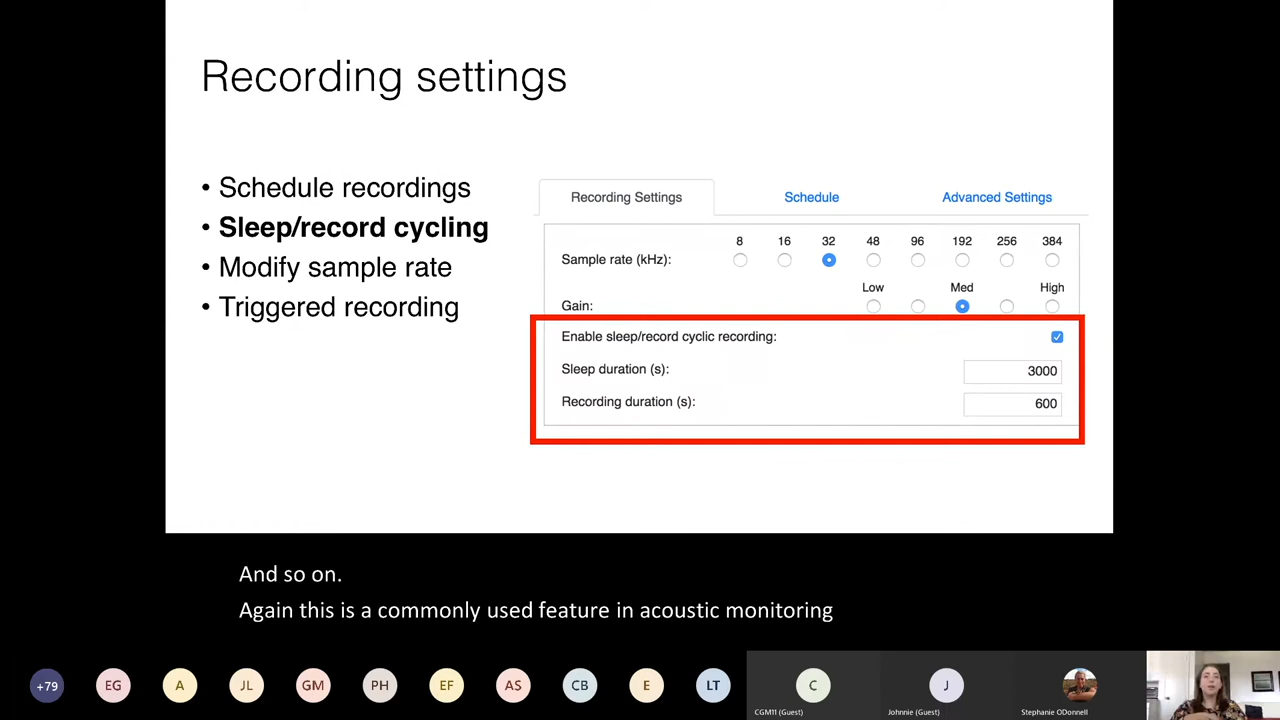 Recording settings
• Schedule recordings
• Sleep/record cycling
• Modify sample rate
• Triggered recording
Recording Settings Schedule Advanced Settings
8 16 32 48 96 192 256 384
Sample rate (kHz):
Low Med High
Gain:
Enable sleep/record cyclic recording:
Sleep duration (s): 3000
Recording duration (s): 600
And so on.
Again this is a commonly used feature in acoustic monitoring
+79 EG A JL GM PH EF AS CB E LT C J
CGM11 (Guest) Johnnie (Guest) Stephanie ODonnell